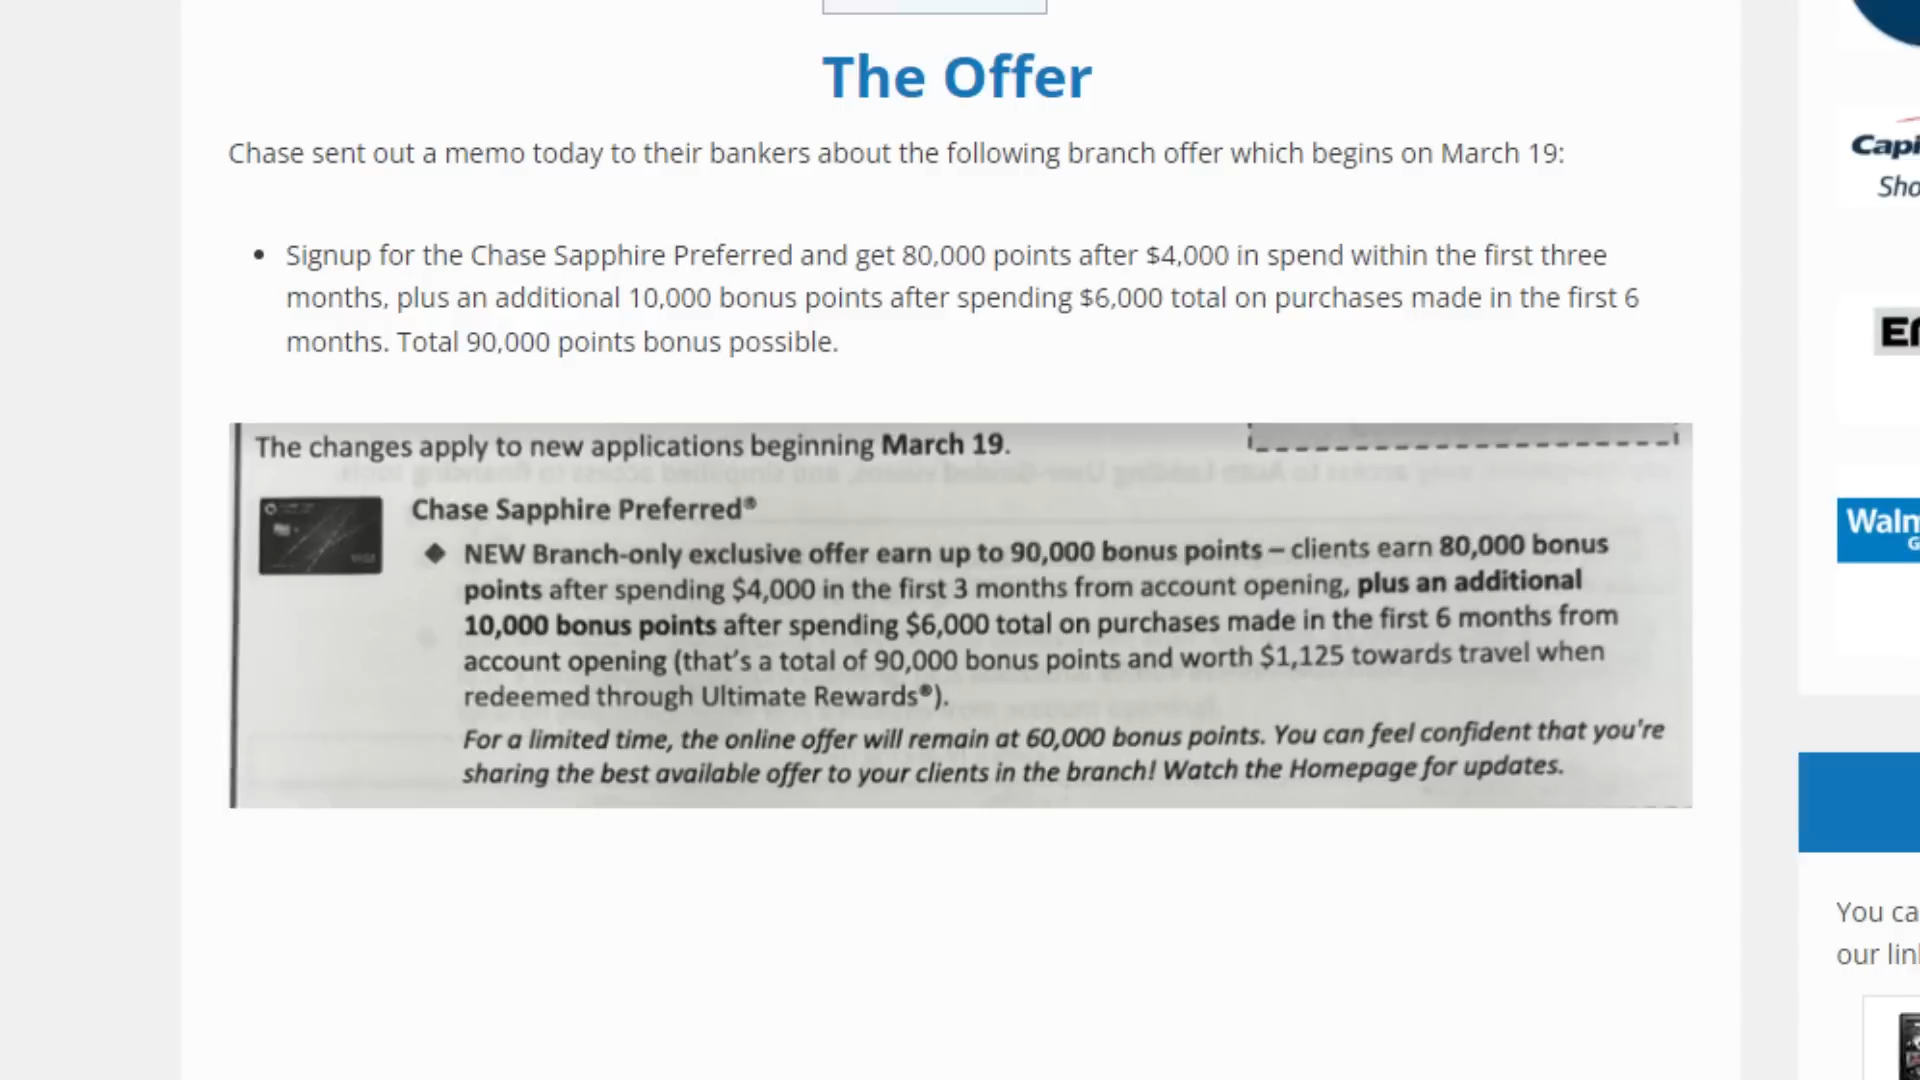 The Offer
Chase sent out a memo today to their bankers about the following branch offer which begins on March 19:
• Signup for the Chase Sapphire Preferred and get 80,000 points after $4,000 in spend within the first three
months, plus an additional 10,000 bonus points after spending $6,000 total on purchases made in the first 6
months. Total 90,000 points bonus possible.
The changes apply to new applications beginning March 19.
Chase Sapphire Preferred®
◆ NEW Branch-only exclusive offer earn up to 90,000 bonus points – clients earn 80,000 bonus
points after spending $4,000 in the first 3 months from account opening, plus an additional
10,000 bonus points after spending $6,000 total on purchases made in the first 6 months from
account opening (that's a total of 90,000 bonus points and worth $1,125 towards travel when
redeemed through Ultimate Rewards®).
For a limited time, the online offer will remain at 60,000 bonus points. You can feel confident that you're
sharing the best available offer to your clients in the branch! Watch the Homepage for updates.
Capi
Sho
Waln
G
You ca
our lin